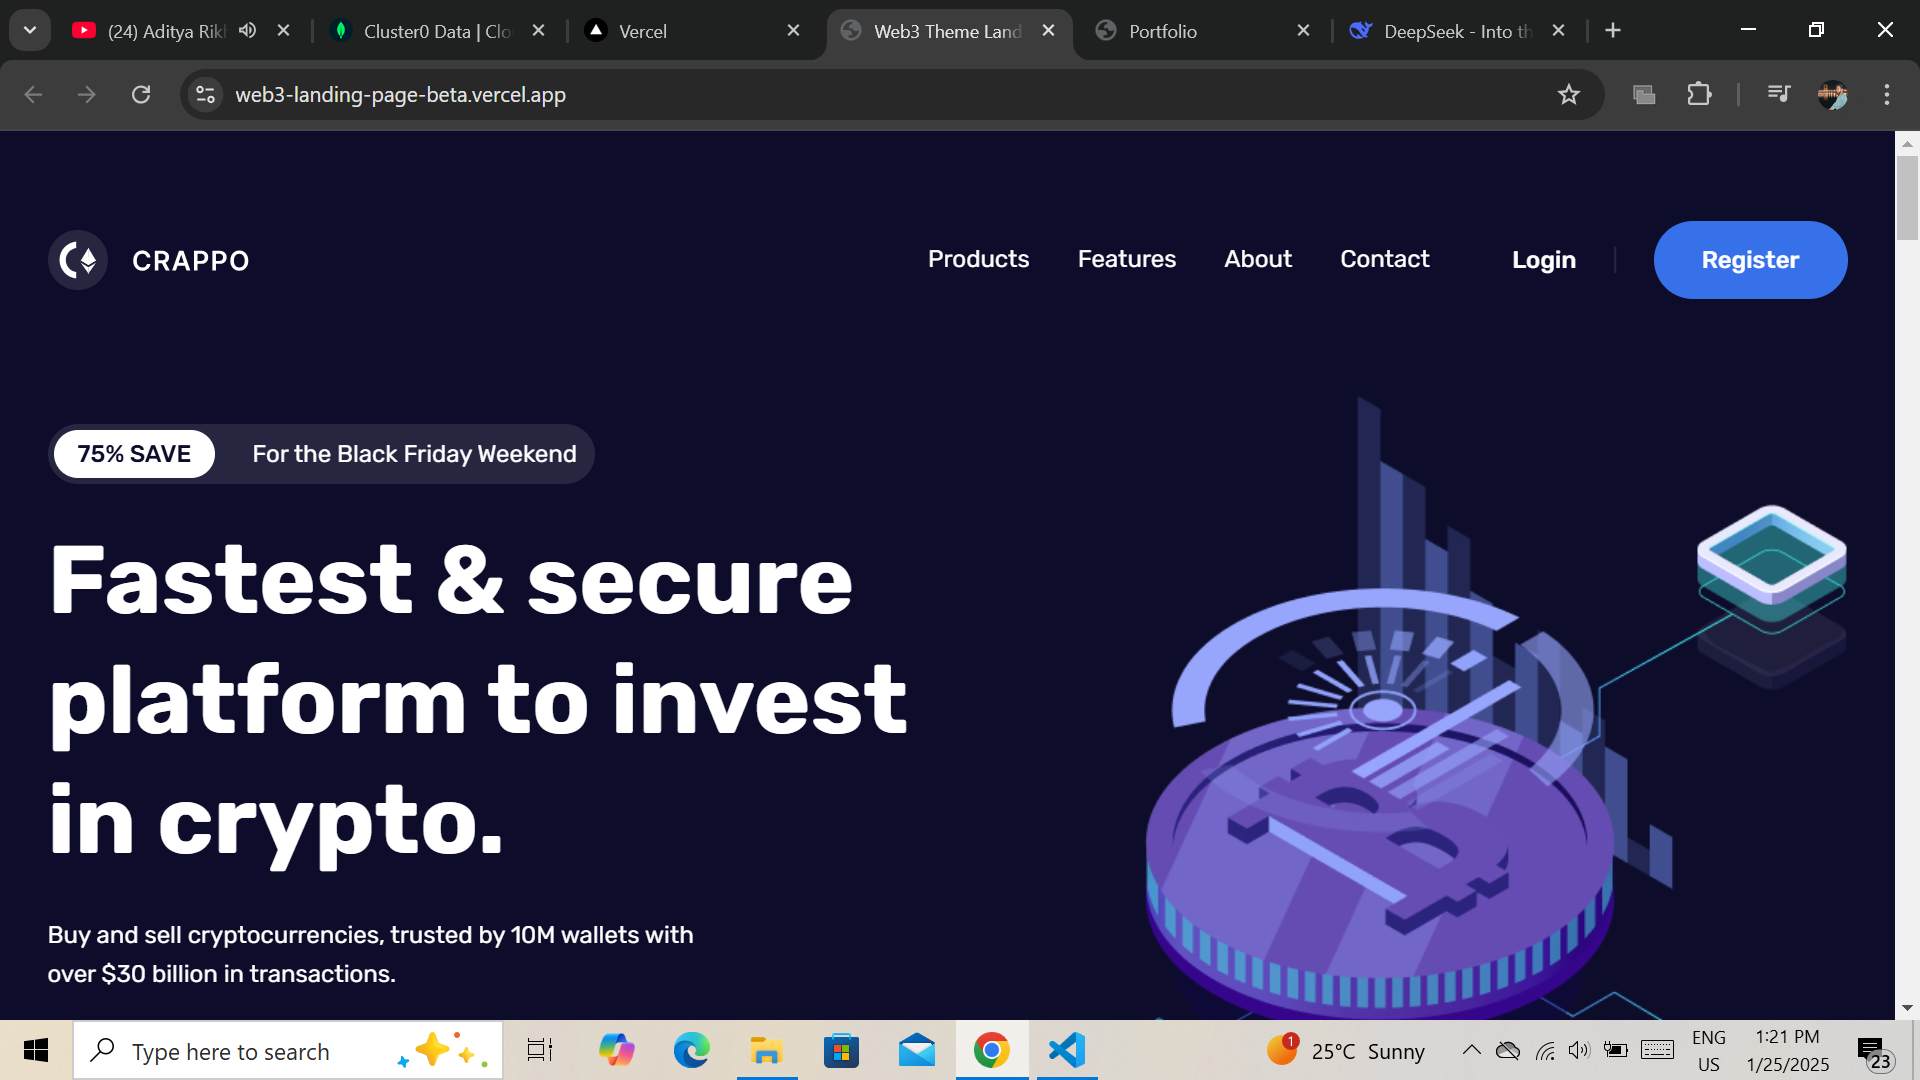 (24) Aditya Rikh
Cluster0 Data | Clo
Vercel
Web3 Theme Land
Portfolio
DeepSeek - Into th
web3-landing-page-beta.vercel.app
CRAPPO
Products
Features
About
Contact
Login
Register
75% SAVE
For the Black Friday Weekend
Fastest & secure
platform to invest
in crypto.
Buy and sell cryptocurrencies, trusted by 10M wallets with
over $30 billion in transactions.
Type here to search
1
25°C Sunny
ENG
US
1:21 PM
1/25/2025
23